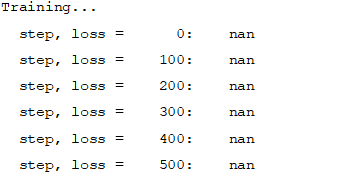 Training...
step, loss =      0:    nan
step, loss =    100:    nan
step, loss =    200:    nan
step, loss =    300:    nan
step, loss =    400:    nan
step, loss =    500:    nan